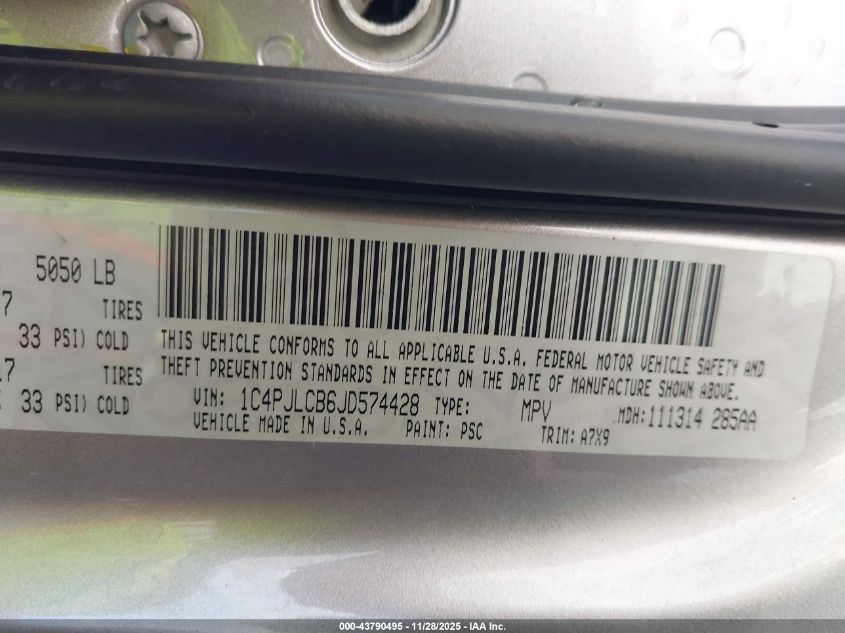 5050 LB
7 TIRES
33 PSI) COLD
17 TIRES
33 PSI) COLD
THIS VEHICLE CONFORMS TO ALL APPLICABLE U.S.A. FEDERAL MOTOR VEHICLE SAFETY AND
THEFT PREVENTION STANDARDS IN EFFECT ON THE DATE OF MANUFACTURE SHOWN ABOVE.
VIN: 1C4PJLCB6JD574428 TYPE: MPV MDH:111314 285AA
VEHICLE MADE IN U.S.A. PAINT: PSC TRIM: A7X9
000-43790495 - 11/28/2025 - IAA Inc.